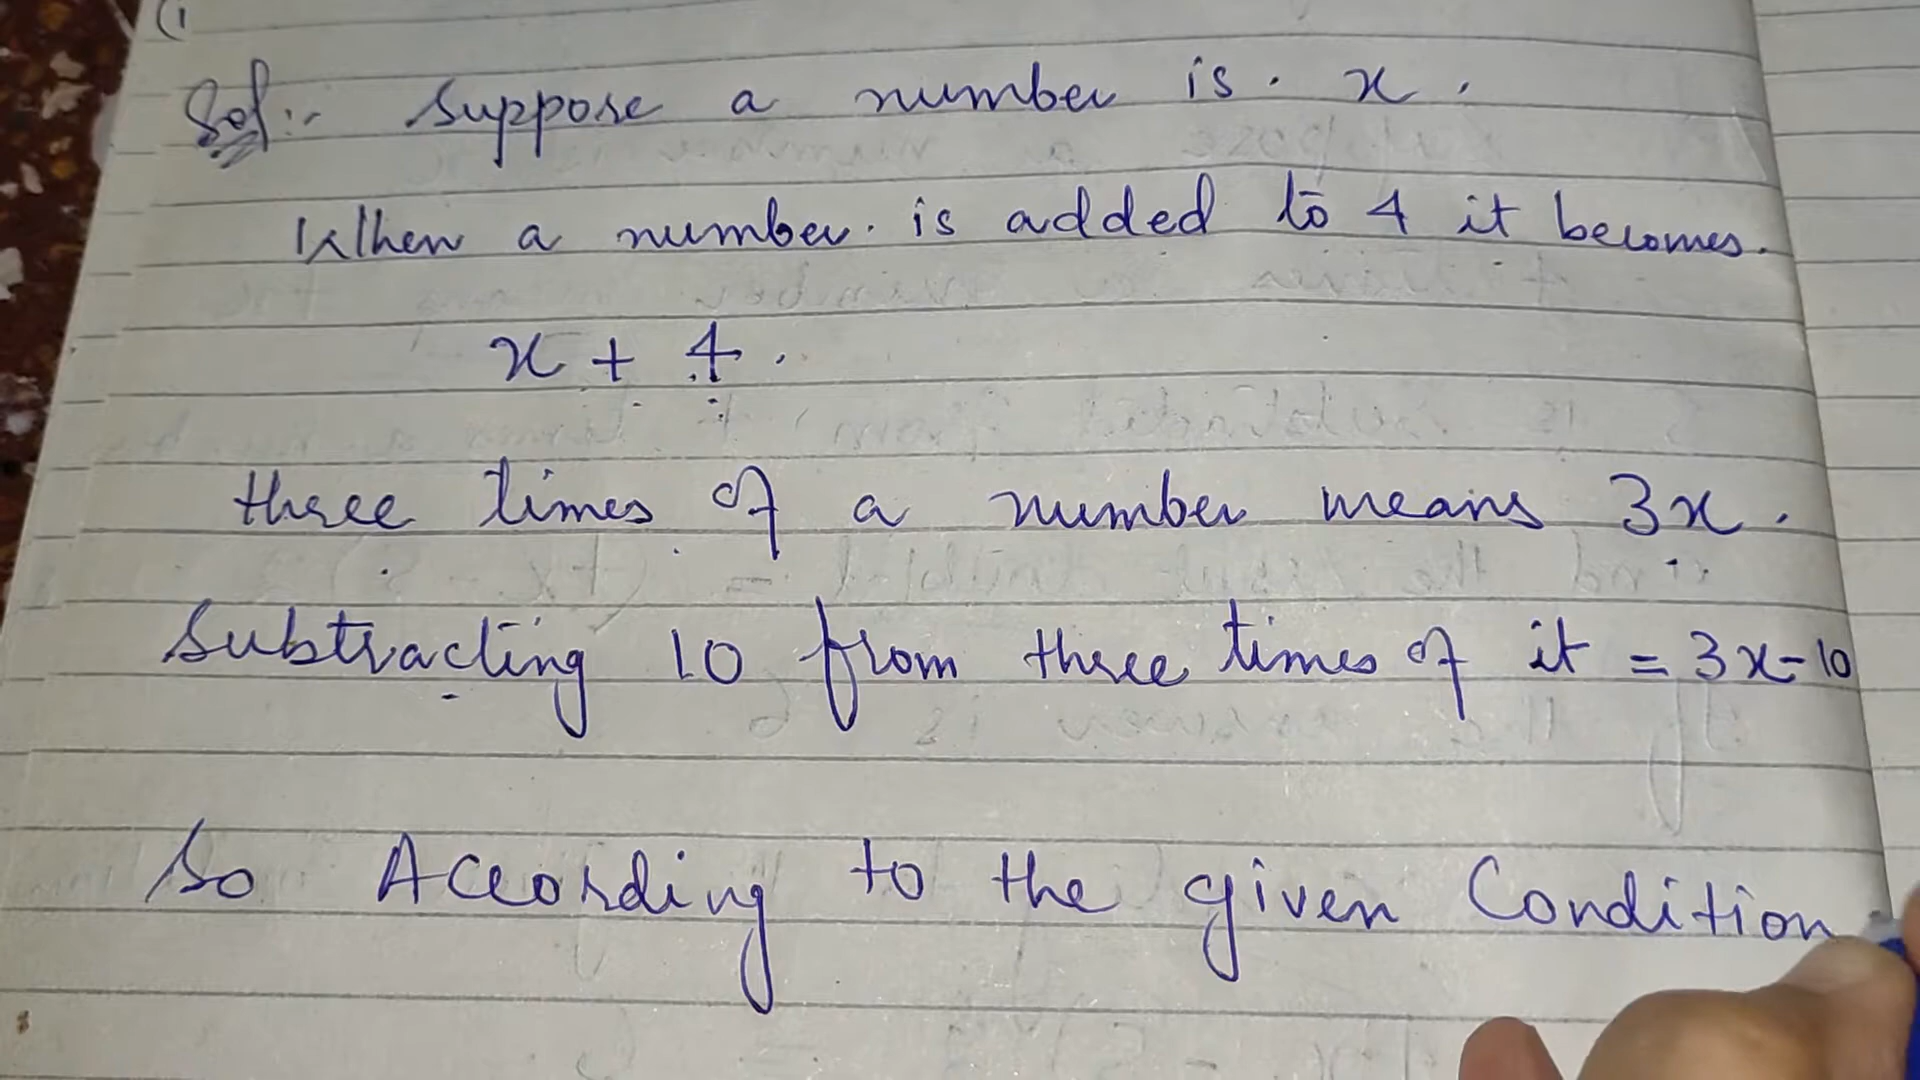 (i
Sol:- Suppose a number is. x.
When a number. is added to 4 it becomes.
x + 4.
three times of a number means 3x.
Subtracting 10 from three times of it = 3x-10
So According to the given Condition